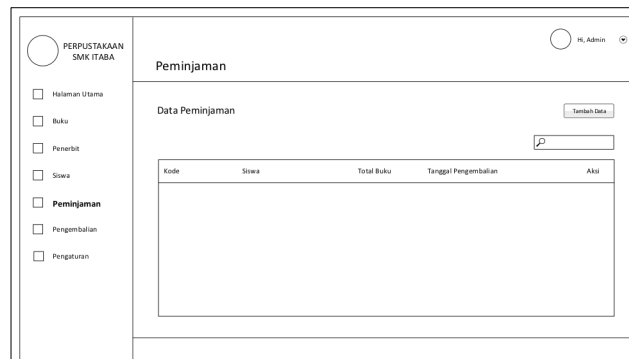 PERPUSTAKAAN
SMK ITABA
Hi, Admin
Peminjaman
Halaman Utama
Buku
Penerbit
Siswa
Peminjaman
Pengembalian
Pengaturan
Data Peminjaman
Tambah Data
Kode Siswa Total Buku Tanggal Pengembalian Aksi